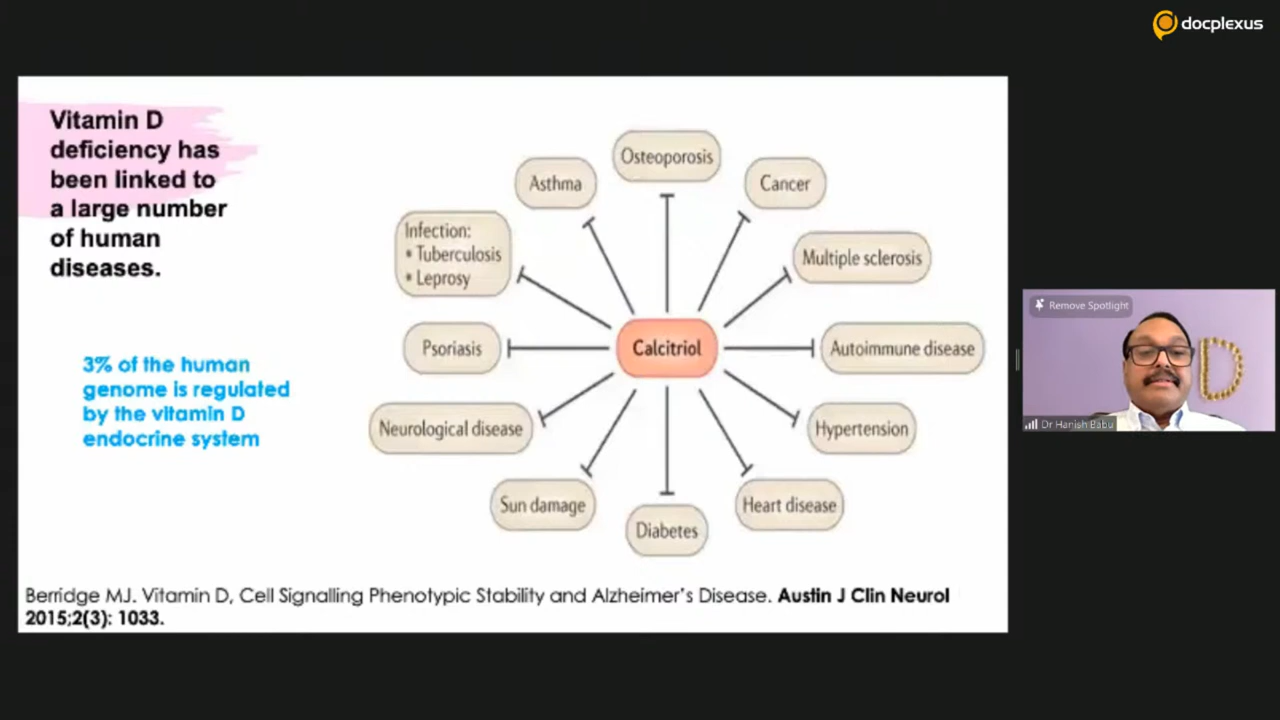 docplexus
Vitamin D
deficiency has
been linked to
a large number
of human
diseases.
3% of the human
genome is regulated
by the vitamin D
endocrine system
Osteoporosis
Asthma
Cancer
Infection:
• Tuberculosis
• Leprosy
Multiple sclerosis
Psoriasis
Calcitriol
Autoimmune disease
Neurological disease
Hypertension
Sun damage
Heart disease
Diabetes
Berridge MJ. Vitamin D, Cell Signalling Phenotypic Stability and Alzheimer's Disease. Austin J Clin Neurol
2015;2(3): 1033.
Remove Spotlight
D
Dr Hanish Babu